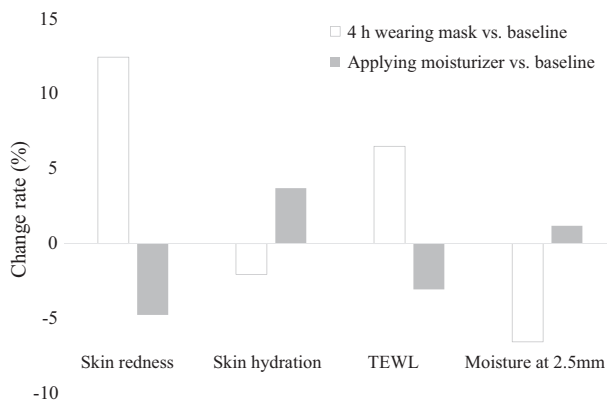 15
4 h wearing mask vs. baseline
Applying moisturizer vs. baseline
10
5
0
-5
-10
Change rate (%)
Skin redness
Skin hydration
TEWL
Moisture at 2.5mm